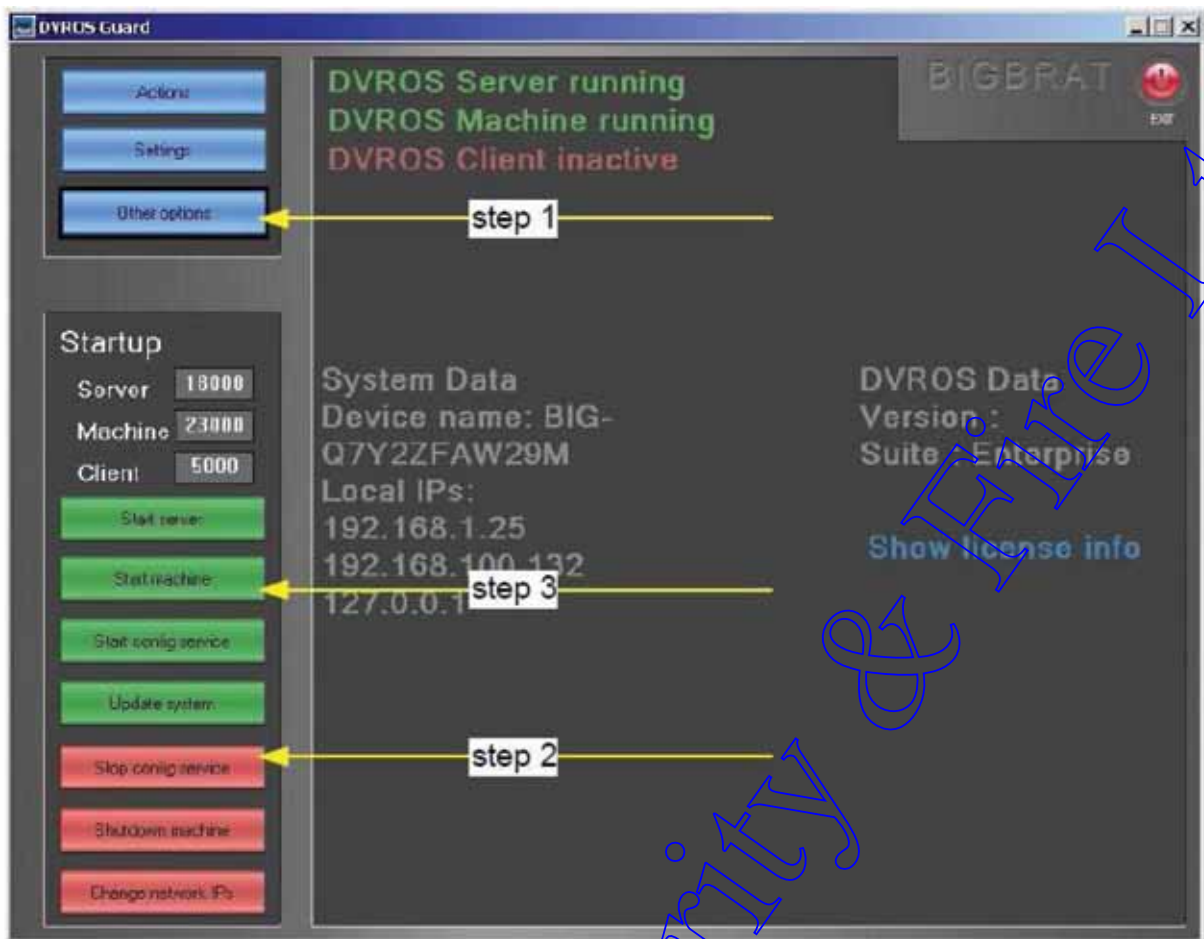 DVROS Guard
Actions
Settings
Other options
DVROS Server running
DVROS Machine running
DVROS Client inactive
BIGBRAT
EXIT
step 1
Startup
Server 18000
Machine 23000
Client 5000
Start server
Start machine
Start config service
Update system
Stop config service
Shutdown machine
Change network IPs
System Data
Device name: BIG-
Q7Y2ZFAW29M
Local IPs:
192.168.1.25
192.168.100.132
127.0.0.1
step 3
step 2
DVROS Data
Version :
Suite : Enterprise
Show license info
rity & Fire I